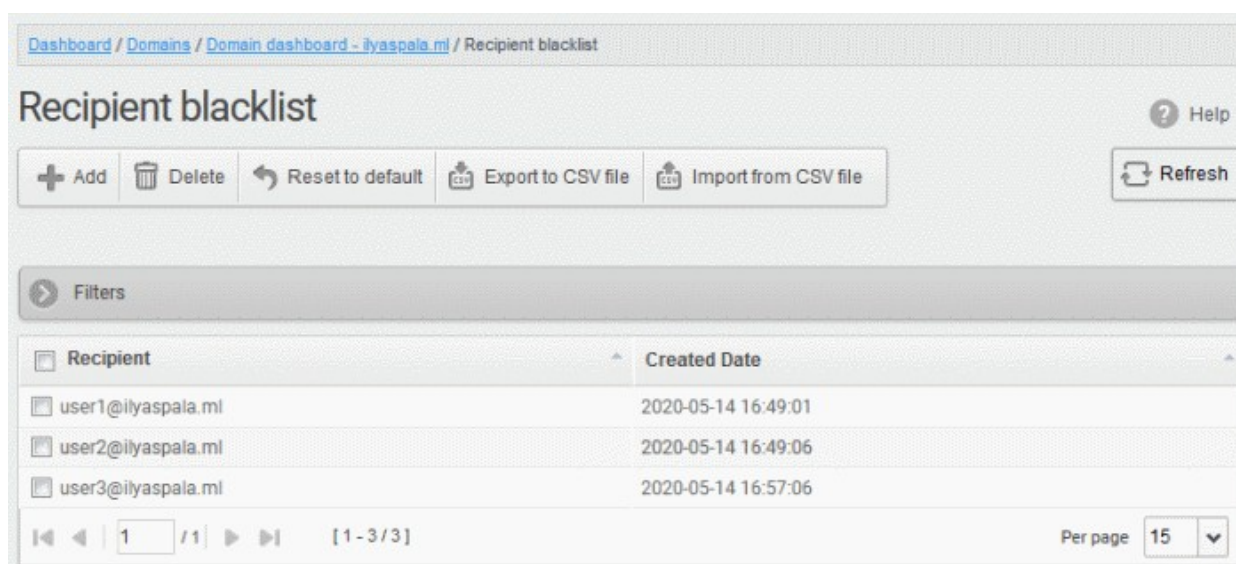 Dashboard / Domains / Domain dashboard - ilyaspala.ml / Recipient blacklist
Recipient blacklist
Help
Add Delete Reset to default CSV Export to CSV file CSV Import from CSV file Refresh
Filters
Recipient Created Date
user1@ilyaspala.ml 2020-05-14 16:49:01
user2@ilyaspala.ml 2020-05-14 16:49:06
user3@ilyaspala.ml 2020-05-14 16:57:06
1 / 1 [ 1 - 3 / 3 ] Per page 15